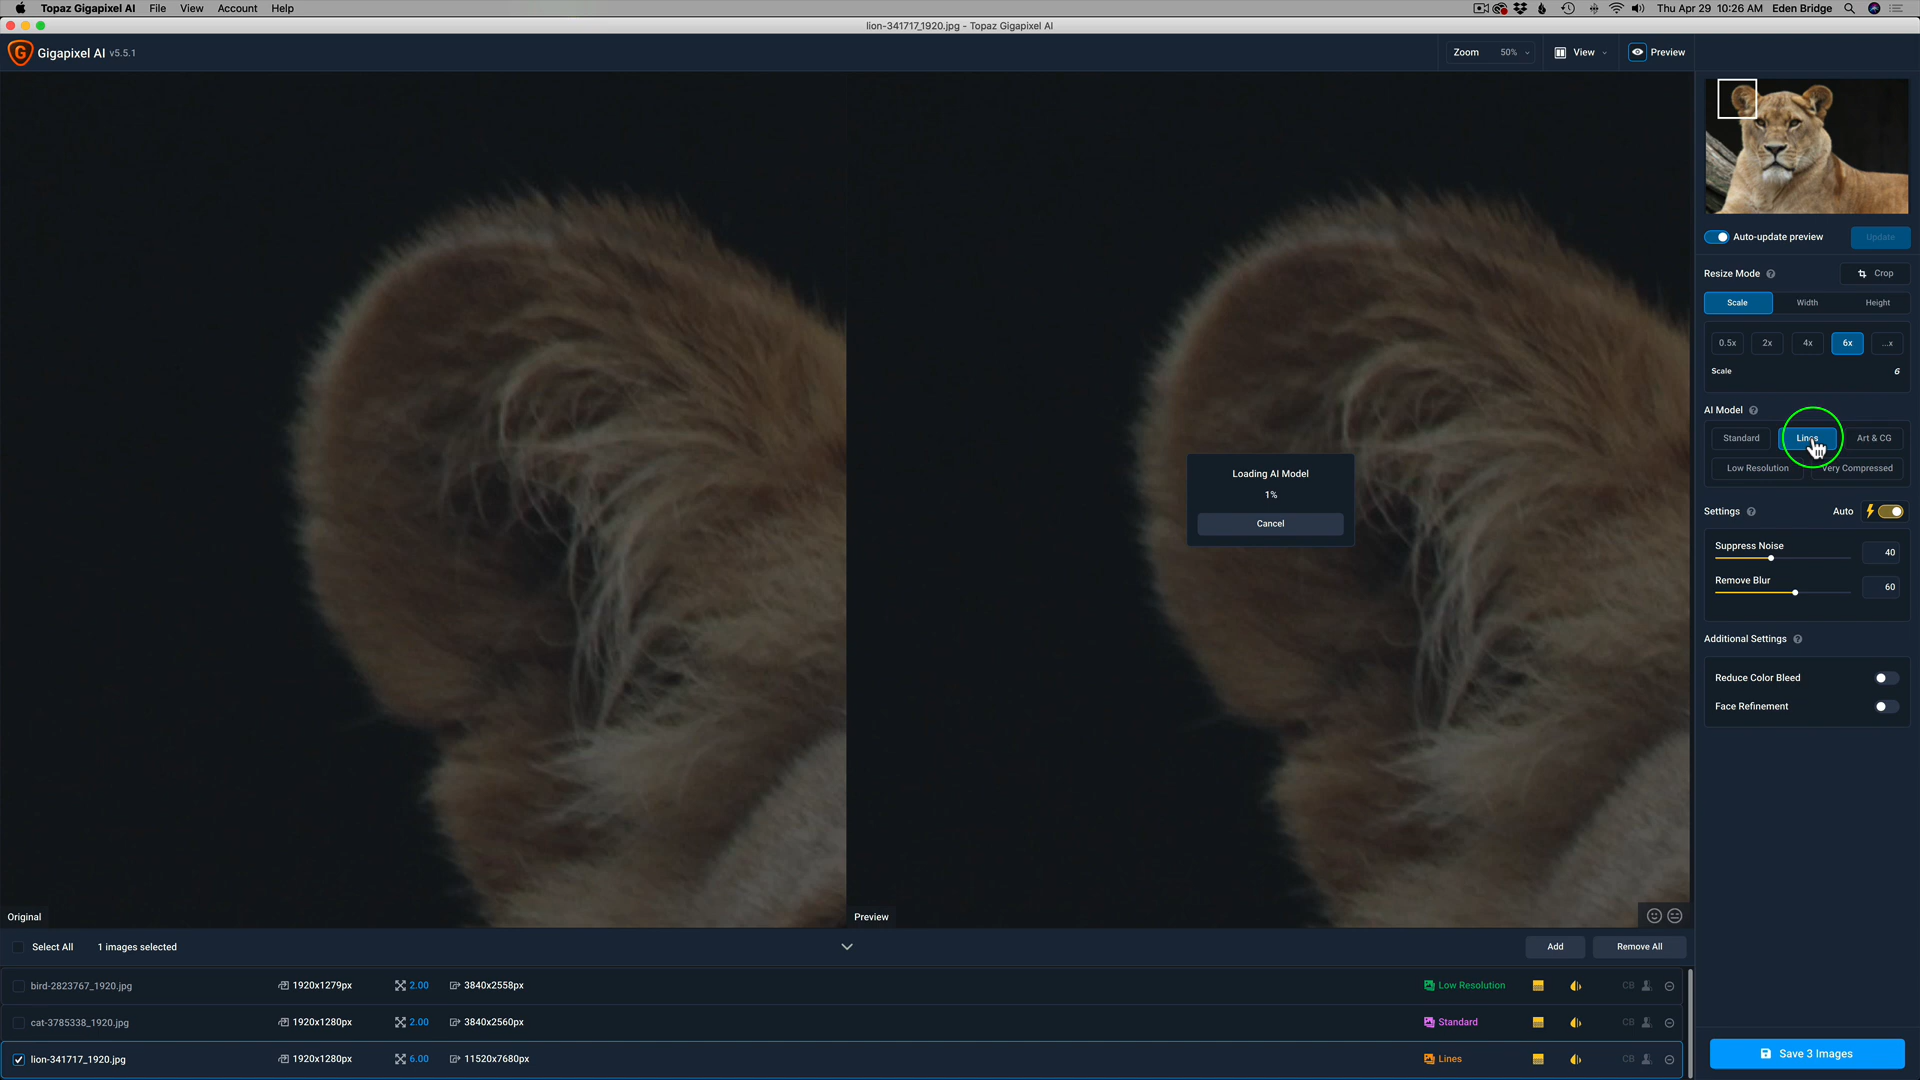 Topaz Gigapixel AI File View Account Help Thu Apr 29 10:26 AM Eden Bridge
lion-341717_1920.jpg - Topaz Gigapixel AI
G Gigapixel AI v5.5.1 Zoom 50% View Preview
Auto-update preview Update
Resize Mode ? Crop
Scale Width Height
0.5x 2x 4x 6x ...x
Scale 6
AI Model ?
Standard Lines Art & CG
Low Resolution Very Compressed
Loading AI Model
1%
Cancel
Settings ? Auto
Suppress Noise 40
Remove Blur 60
Additional Settings ?
Reduce Color Bleed
Face Refinement
Original Preview
Select All 1 images selected Add Remove All
bird-2823767_1920.jpg 1920x1279px 2.00 3840x2558px Low Resolution CB
cat-3785338_1920.jpg 1920x1280px 2.00 3840x2560px Standard CB
lion-341717_1920.jpg 1920x1280px 6.00 11520x7680px Lines CB
Save 3 Images